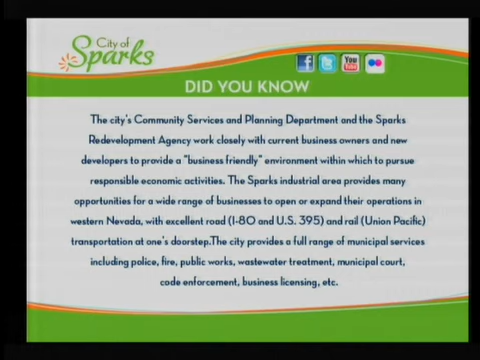 City of
Sparks
You
Tube
DID YOU KNOW
The city's Community Services and Planning Department and the Sparks
Redevelopment Agency work closely with current business owners and new
developers to provide a "business friendly" environment within which to pursue
responsible economic activities. The Sparks industrial area provides many
opportunities for a wide range of businesses to open or expand their operations in
western Nevada, with excellent road (I-80 and U.S. 395) and rail (Union Pacific)
transportation at one's doorstep.The city provides a full range of municipal services
including police, fire, public works, wastewater treatment, municipal court,
code enforcement, business licensing, etc.